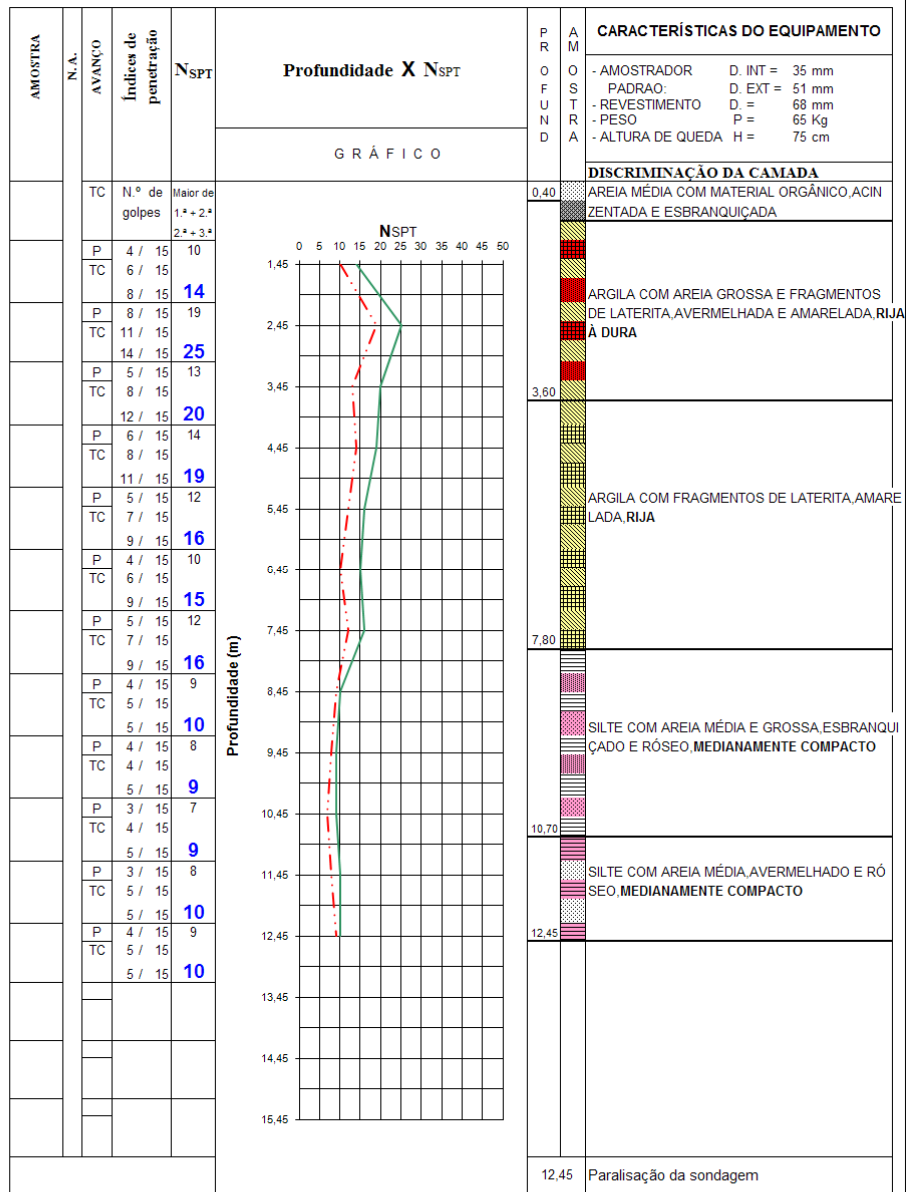 AMOSTRA
N.A.
AVANÇO
Índices de penetração
NSPT
Profundidade X NSPT
GRÁFICO
PROFUND
AMOSTRA
CARACTERÍSTICAS DO EQUIPAMENTO
- AMOSTRADOR D. INT = 35 mm
PADRAO: D. EXT = 51 mm
- REVESTIMENTO D. = 68 mm
- PESO P = 65 Kg
- ALTURA DE QUEDA H = 75 cm
DISCRIMINAÇÃO DA CAMADA
TC N.º de Maior de
golpes 1.ª + 2.ª
2.ª + 3.ª
P 4 / 15 10
TC 6 / 15
8 / 15 14
P 8 / 15 19
TC 11 / 15
14 / 15 25
P 5 / 15 13
TC 8 / 15
12 / 15 20
P 6 / 15 14
TC 8 / 15
11 / 15 19
P 5 / 15 12
TC 7 / 15
9 / 15 16
P 4 / 15 10
TC 6 / 15
9 / 15 15
P 5 / 15 12
TC 7 / 15
9 / 15 16
P 4 / 15 9
TC 5 / 15
5 / 15 10
P 4 / 15 8
TC 4 / 15
5 / 15 9
P 3 / 15 7
TC 4 / 15
5 / 15 9
P 3 / 15 8
TC 5 / 15
5 / 15 10
P 4 / 15 9
TC 5 / 15
5 / 15 10
NSPT
0 5 10 15 20 25 30 35 40 45 50
Profundidade (m)
1,45
2,45
3,45
4,45
5,45
6,45
7,45
8,45
9,45
10,45
11,45
12,45
13,45
14,45
15,45
0,40 AREIA MÉDIA COM MATERIAL ORGÂNICO,ACIN
ZENTADA E ESBRANQUIÇADA
ARGILA COM AREIA GROSSA E FRAGMENTOS
DE LATERITA,AVERMELHADA E AMARELADA,RIJA
À DURA
3,60
ARGILA COM FRAGMENTOS DE LATERITA,AMARE
LADA,RIJA
7,80
SILTE COM AREIA MÉDIA E GROSSA,ESBRANQUI
ÇADO E RÓSEO,MEDIANAMENTE COMPACTO
10,70
SILTE COM AREIA MÉDIA,AVERMELHADO E RÓ
SEO,MEDIANAMENTE COMPACTO
12,45
12,45 Paralisação da sondagem